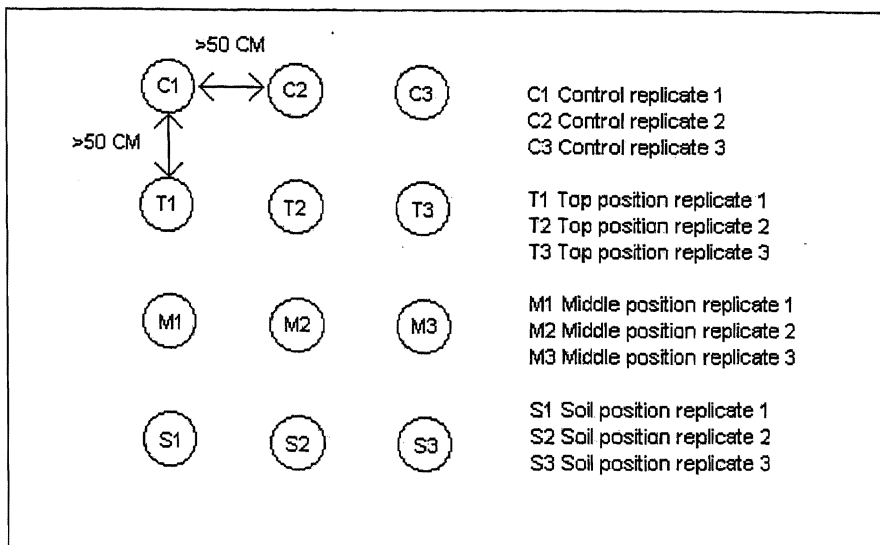 >50 CM
C1 C2 C3
>50 CM
T1 T2 T3
M1 M2 M3
S1 S2 S3
C1 Control replicate 1
C2 Control replicate 2
C3 Control replicate 3
T1 Top position replicate 1
T2 Top position replicate 2
T3 Top position replicate 3
M1 Middle position replicate 1
M2 Middle position replicate 2
M3 Middle position replicate 3
S1 Soil position replicate 1
S2 Soil position replicate 2
S3 Soil position replicate 3